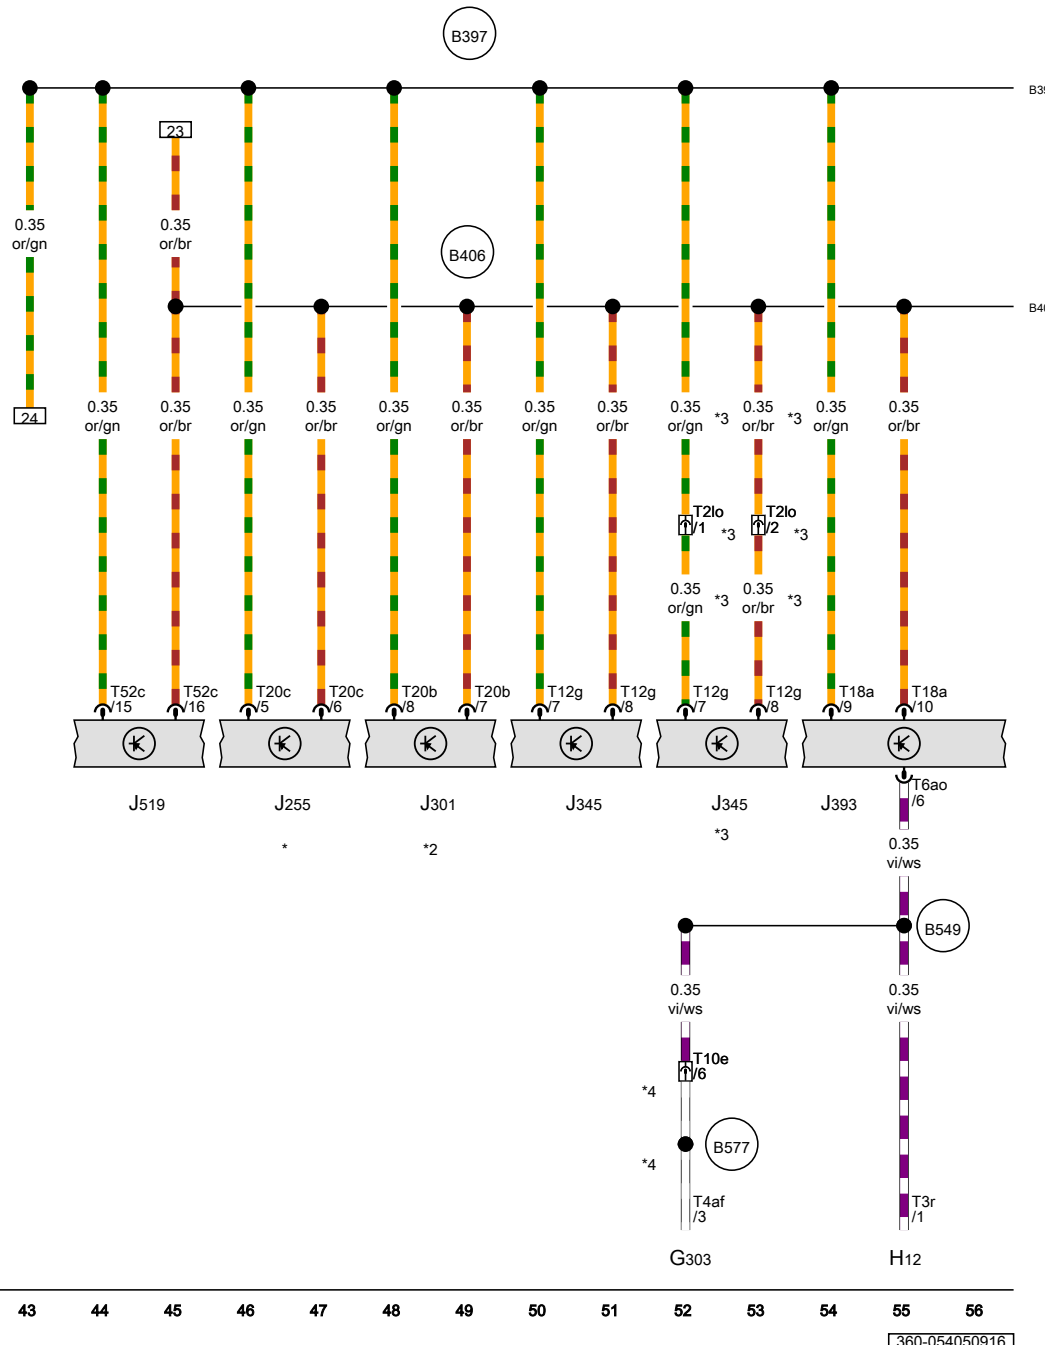 B397
23
0.35
or/gn
0.35
or/br
B406
24
0.35
or/gn
0.35
or/br
0.35
or/gn
0.35
or/br
0.35
or/gn
0.35
or/br
0.35
or/gn
0.35
or/br
0.35
or/gn
*3
0.35
or/br
*3
0.35
or/gn
0.35
or/br
T2lo
/1
*3
T2lo
/2
*3
0.35
or/gn
*3
0.35
or/br
*3
T52c
/15
T52c
/16
T20c
/5
T20c
/6
T20b
/8
T20b
/7
T12g
/7
T12g
/8
T12g
/7
T12g
/8
T18a
/9
T18a
/10
J519
J255
*
J301
*2
J345
J345
*3
J393
T6ao
/6
0.35
vi/ws
B549
0.35
vi/ws
0.35
vi/ws
T10e
/6
*4
B577
*4
T4af
/3
T3r
/1
G303
H12
43 44 45 46 47 48 49 50 51 52 53 54 55 56
360-054050916